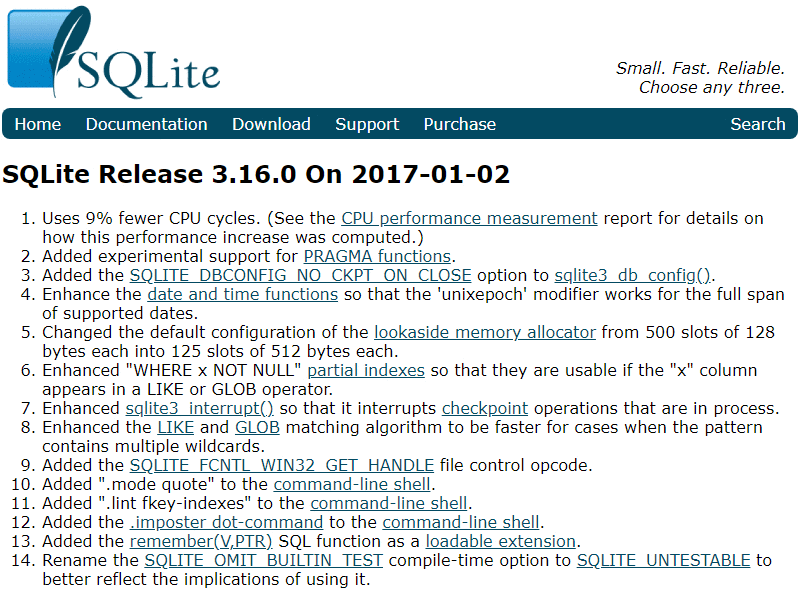 SQLite
Small. Fast. Reliable.
Choose any three.
Home Documentation Download Support Purchase Search
SQLite Release 3.16.0 On 2017-01-02
1. Uses 9% fewer CPU cycles. (See the CPU performance measurement report for details on
how this performance increase was computed.)
2. Added experimental support for PRAGMA functions.
3. Added the SQLITE_DBCONFIG_NO_CKPT_ON_CLOSE option to sqlite3_db_config().
4. Enhance the date and time functions so that the 'unixepoch' modifier works for the full span
of supported dates.
5. Changed the default configuration of the lookaside memory allocator from 500 slots of 128
bytes each into 125 slots of 512 bytes each.
6. Enhanced "WHERE x NOT NULL" partial indexes so that they are usable if the "x" column
appears in a LIKE or GLOB operator.
7. Enhanced sqlite3_interrupt() so that it interrupts checkpoint operations that are in process.
8. Enhanced the LIKE and GLOB matching algorithm to be faster for cases when the pattern
contains multiple wildcards.
9. Added the SQLITE_FCNTL_WIN32_GET_HANDLE file control opcode.
10. Added ".mode quote" to the command-line shell.
11. Added ".lint fkey-indexes" to the command-line shell.
12. Added the .imposter dot-command to the command-line shell.
13. Added the remember(V,PTR) SQL function as a loadable extension.
14. Rename the SQLITE_OMIT_BUILTIN_TEST compile-time option to SQLITE_UNTESTABLE to
better reflect the implications of using it.